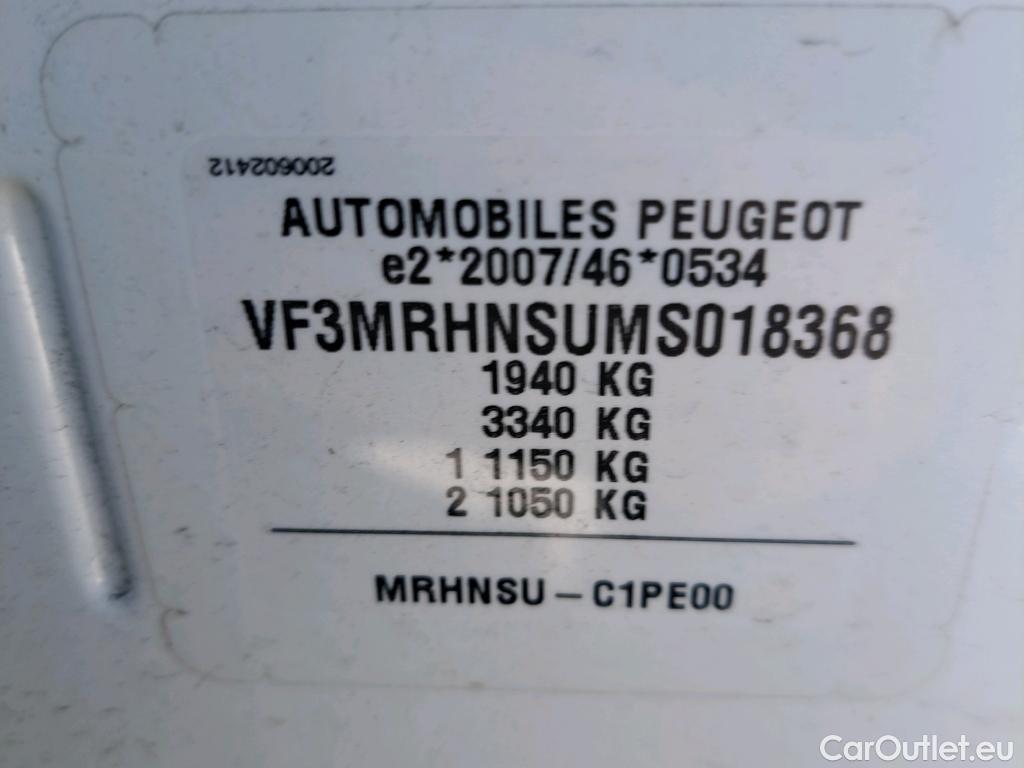 200602412
AUTOMOBILES PEUGEOT
e2*2007/46*0534
VF3MRHNSUMS018368
1940 KG
3340 KG
1 1150 KG
2 1050 KG
MRHNSU – C1PE00
CarOutlet.eu